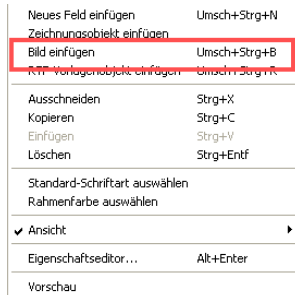 Neues Feld einfügen Umsch+Strg+N
Zeichnungsobjekt einfügen
Bild einfügen Umsch+Strg+B
RTF-Vorlagenobjekt einfügen Umsch+Strg+R
Ausschneiden Strg+X
Kopieren Strg+C
Einfügen Strg+V
Löschen Strg+Entf
Standard-Schriftart auswählen
Rahmenfarbe auswählen
Ansicht
Eigenschaftseditor... Alt+Enter
Vorschau